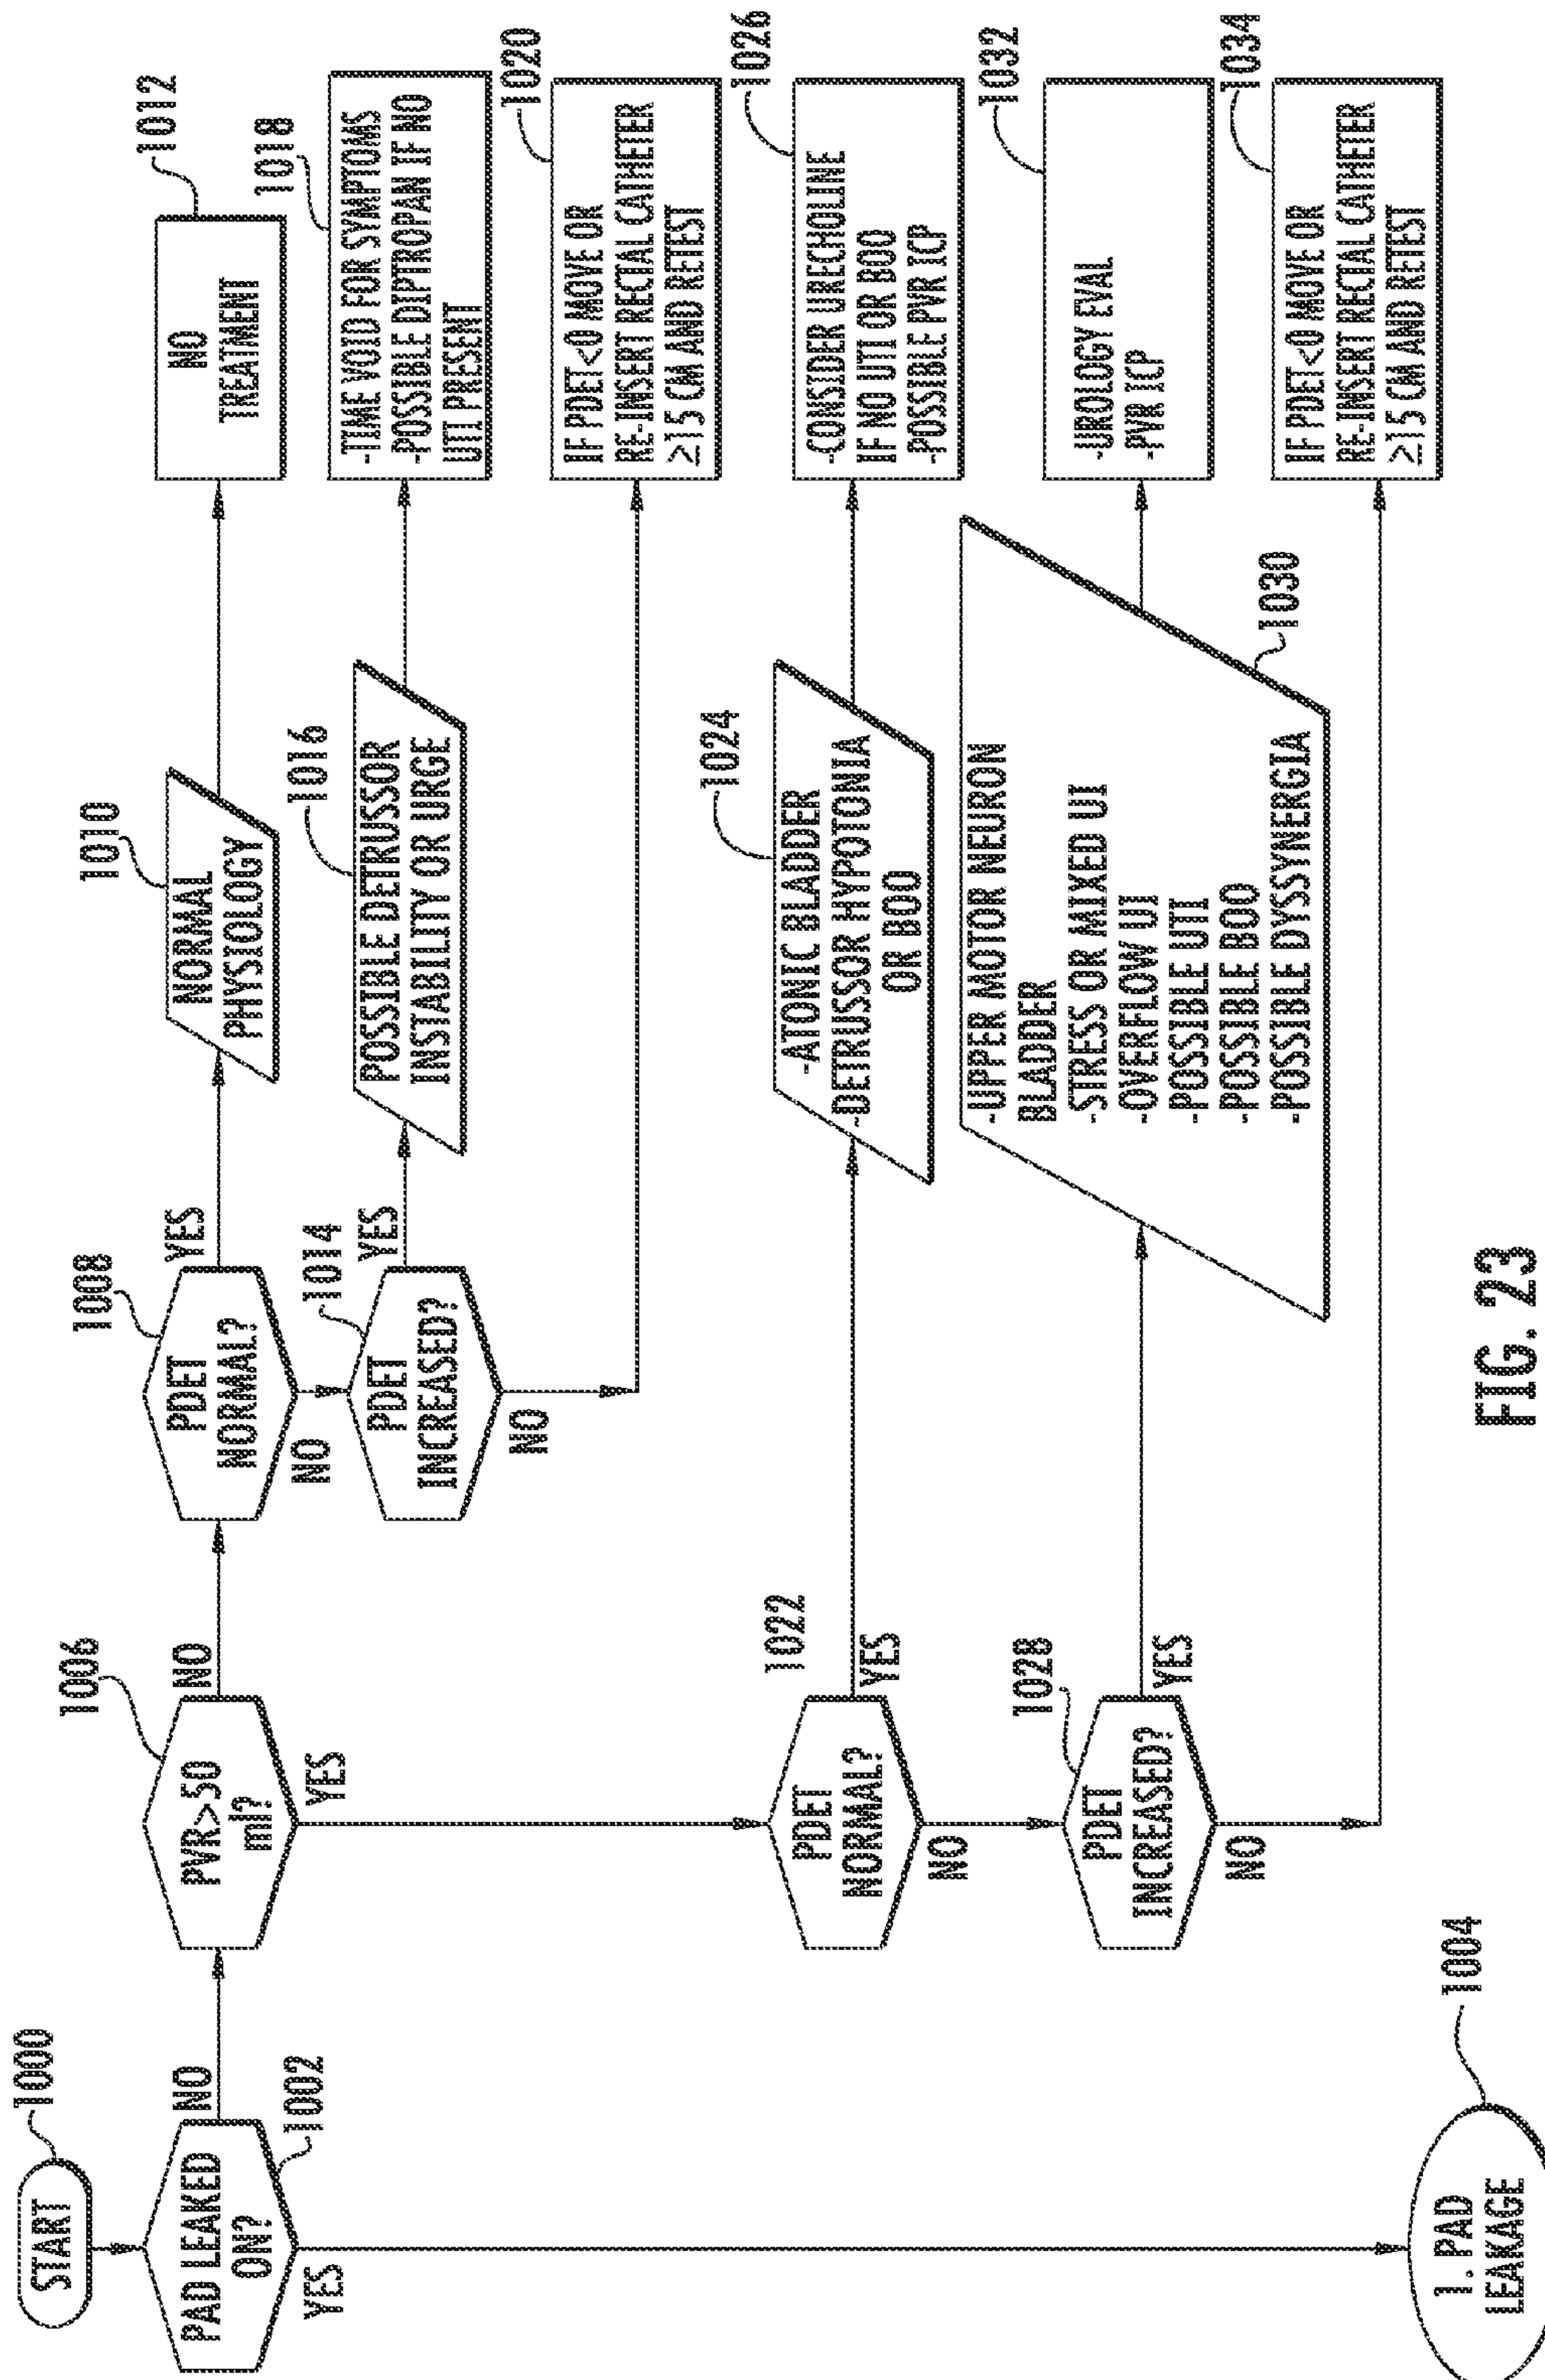 START
1000
PAD LEAKED
ON?
1002
NO
YES
1. PAD
LEAKAGE
1004
PVR>50
ml?
1006
NO
YES
PDET
NORMAL?
1008
YES
NO
NORMAL
PHYSIOLOGY
1010
NO
TREATMENT
1012
PDET
INCREASED?
1014
YES
NO
POSSIBLE DETRUSSOR
INSTABILITY OR URGE
1016
-TIME VOID FOR SYMPTOMS
-POSSIBLE DIPTROPAN IF NO
UTI PRESENT
1018
IF PDET<0 MOVE OR
RE-INSERT RECTAL CATHETER
≥15 CM AND RETEST
1020
PDET
NORMAL?
1022
YES
NO
-ATONIC BLADDER
-DETRUSSOR HYPOTONIA
OR BOO
1024
-CONSIDER URECHOLINE
IF NO UTI OR BOO
-POSSIBLE PVR ICP
1026
PDET
INCREASED?
1028
YES
NO
-UPPER MOTOR NEURON
BLADDER
-STRESS OR MIXED UI
-OVERFLOW UI
-POSSIBLE UTI
-POSSIBLE BOO
-POSSIBLE DYSSYNERGIA
1030
-UROLOGY EVAL
-PVR ICP
1032
IF PDET<0 MOVE OR
RE-INSERT RECTAL CATHETER
≥15 CM AND RETEST
1034
FIG. 23